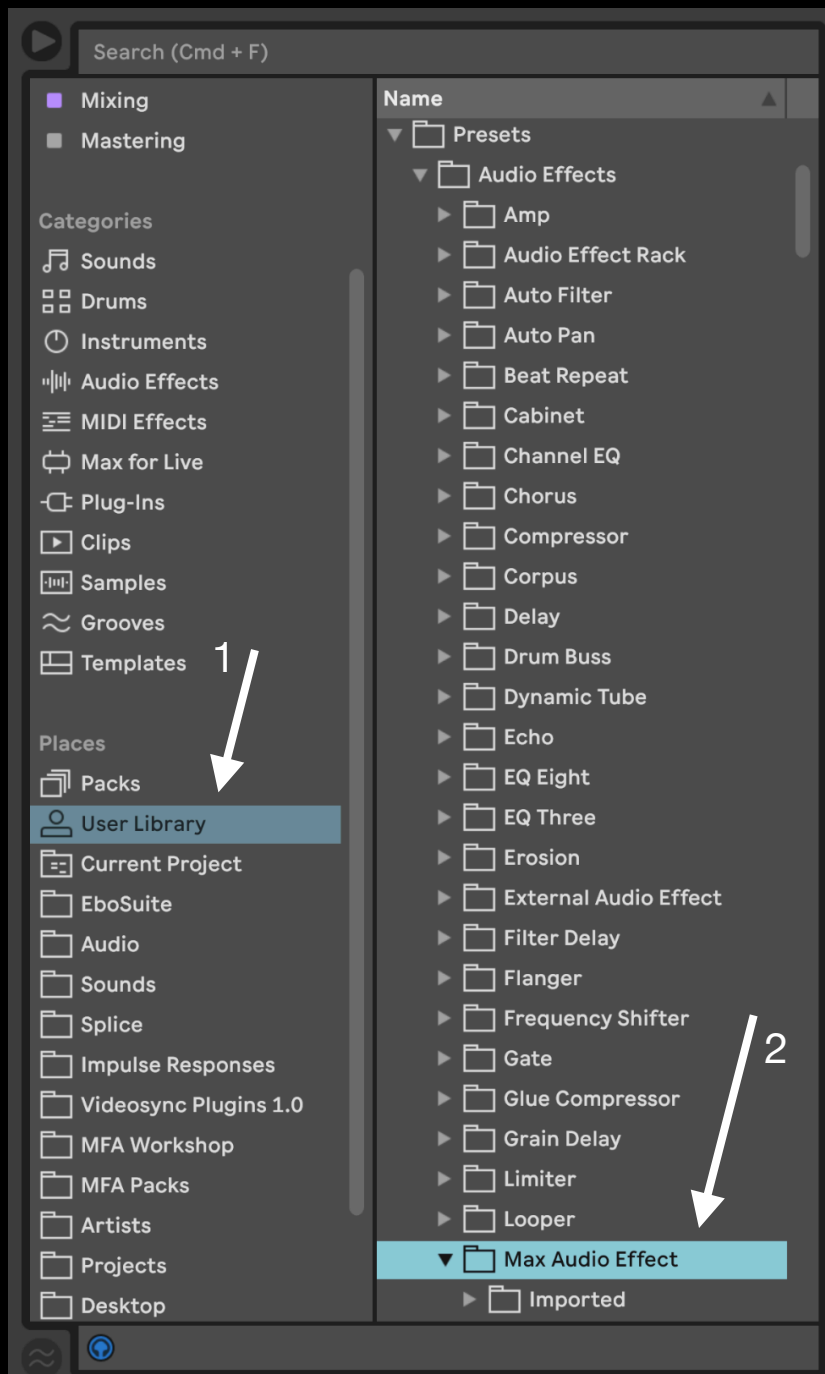 Search (Cmd + F)
Mixing
Mastering
Categories
Sounds
Drums
Instruments
Audio Effects
MIDI Effects
Max for Live
Plug-Ins
Clips
Samples
Grooves
Templates
1
Places
Packs
User Library
Current Project
EboSuite
Audio
Sounds
Splice
Impulse Responses
Videosync Plugins 1.0
MFA Workshop
MFA Packs
Artists
Projects
Desktop
Name
Presets
Audio Effects
Amp
Audio Effect Rack
Auto Filter
Auto Pan
Beat Repeat
Cabinet
Channel EQ
Chorus
Compressor
Corpus
Delay
Drum Buss
Dynamic Tube
Echo
EQ Eight
EQ Three
Erosion
External Audio Effect
Filter Delay
Flanger
Frequency Shifter
2
Gate
Glue Compressor
Grain Delay
Limiter
Looper
Max Audio Effect
Imported